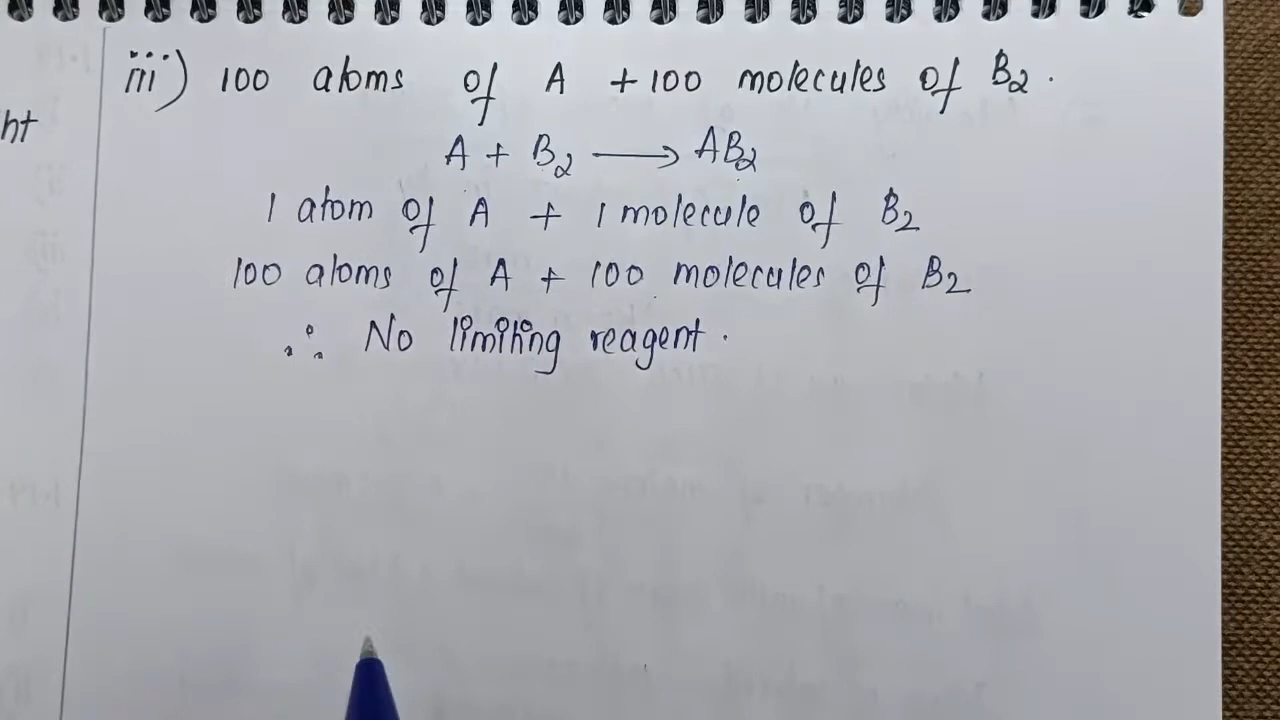 iii) 100 atoms of A + 100 molecules of B₂.
ht
A + B₂ ⟶ AB₂
1 atom of A + 1 molecule of B₂
100 atoms of A + 100 molecules of B₂
∴ No limiting reagent.